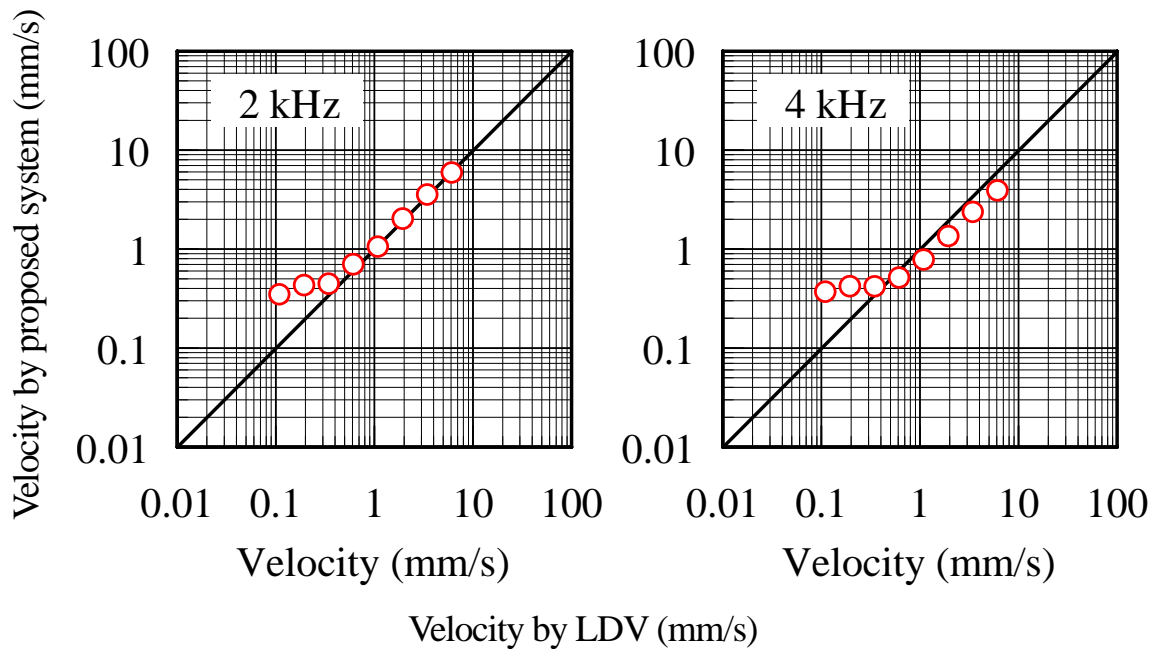 Velocity by proposed system (mm/s)
100
10
1
0.1
0.01
2 kHz
0.01 0.1 1 10 100
Velocity (mm/s)
100
10
1
0.1
0.01
4 kHz
0.01 0.1 1 10 100
Velocity (mm/s)
Velocity by LDV (mm/s)